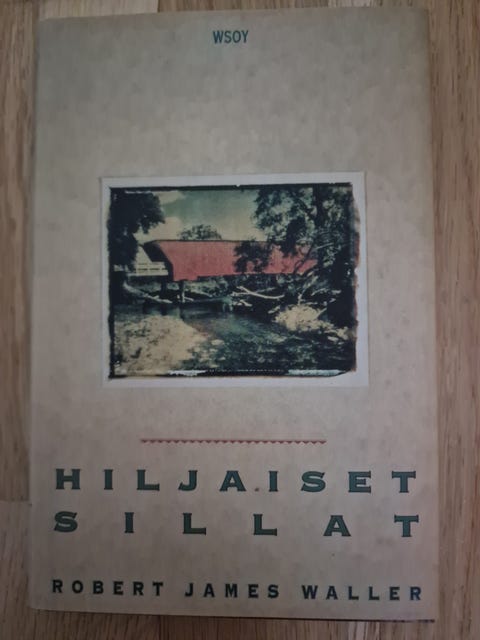 WSOY
HILJAISET
SILLAT
ROBERT JAMES WALLER